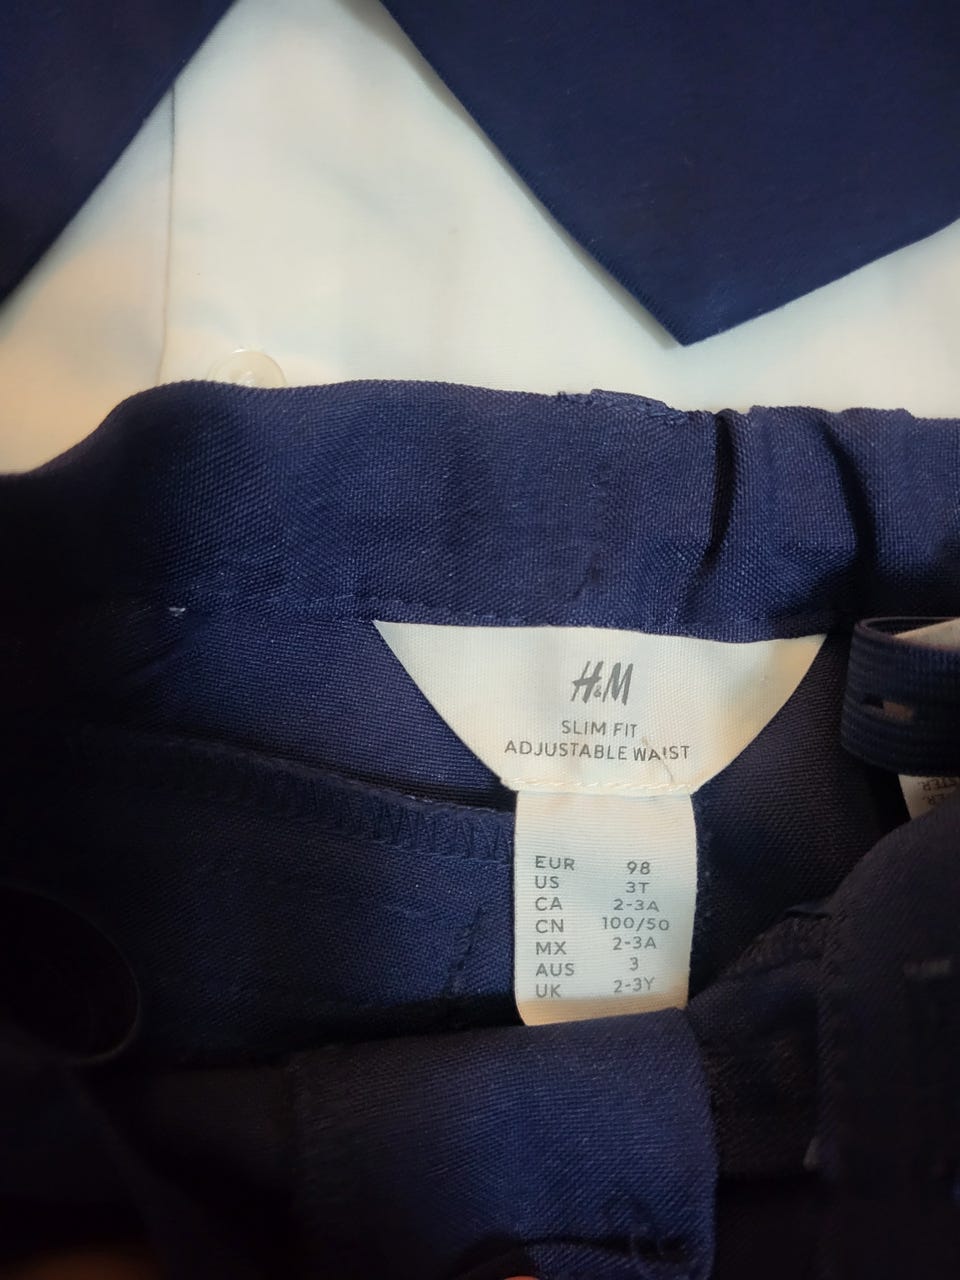 H&M
SLIM FIT
ADJUSTABLE WAIST
EUR 98
US 3T
CA 2-3A
CN 100/50
MX 2-3A
AUS 3
UK 2-3Y